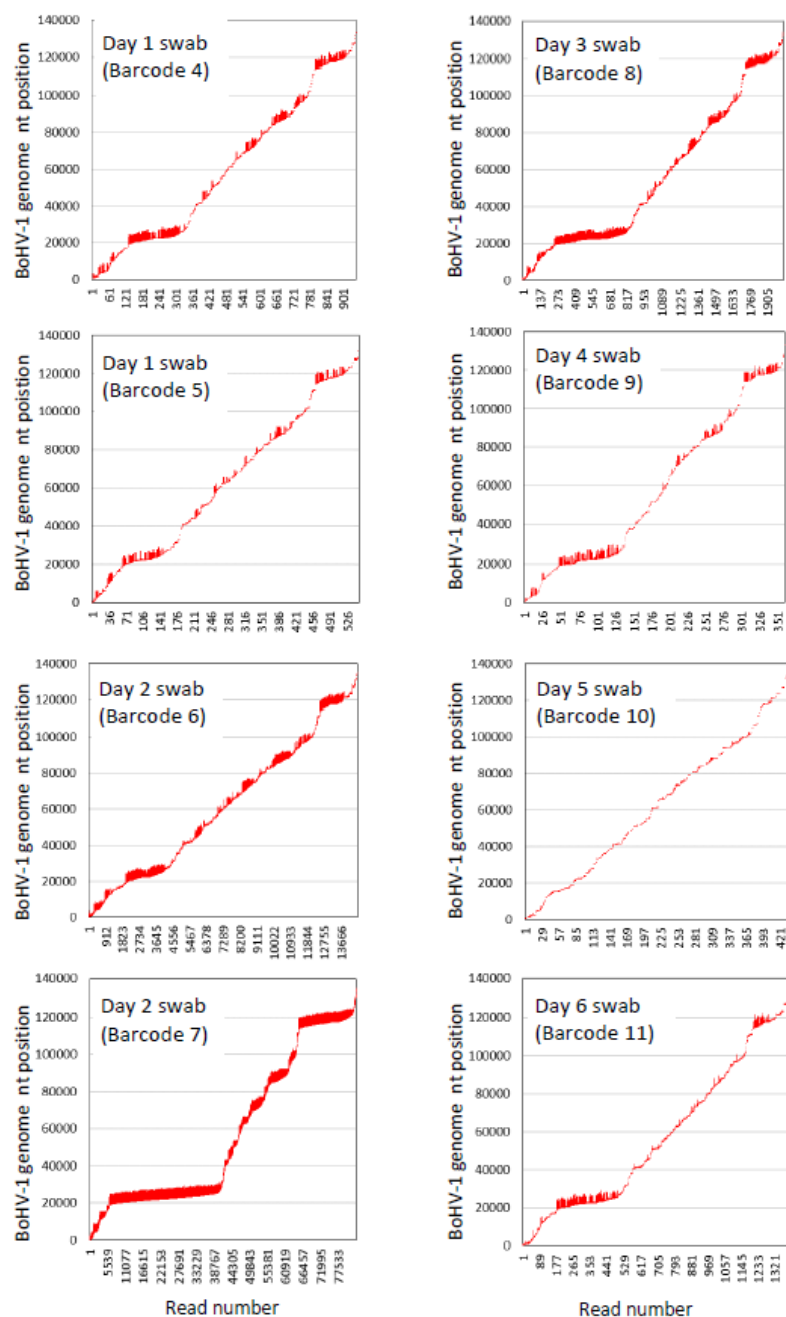 BoHV-1 genome nt position
140000
120000
100000
80000
60000
40000
20000
0
Day 1 swab
(Barcode 4)
1 61 121 181 241 301 361 421 481 541 601 661 721 781 841 901
BoHV-1 genome nt position
140000
120000
100000
80000
60000
40000
20000
0
Day 3 swab
(Barcode 8)
1 137 273 409 545 681 817 953 1089 1225 1361 1497 1633 1769 1905
BoHV-1 genome nt poistion
140000
120000
100000
80000
60000
40000
20000
0
Day 1 swab
(Barcode 5)
1 36 71 106 141 176 211 246 281 316 351 386 421 456 491 526
BoHV-1 genome nt position
140000
120000
100000
80000
60000
40000
20000
0
Day 4 swab
(Barcode 9)
1 26 51 76 101 126 151 176 201 226 251 276 301 326 351
BoHV-1 genome nt position
140000
120000
100000
80000
60000
40000
20000
0
Day 2 swab
(Barcode 6)
1 912 1823 2734 3645 4556 5467 6378 7289 8200 9111 10022 10933 11844 12755 13666
BoHV-1 genome nt position
140000
120000
100000
80000
60000
40000
20000
0
Day 5 swab
(Barcode 10)
1 29 57 85 113 141 169 197 225 253 281 309 337 365 393 421
BoHV-1 genome nt position
140000
120000
100000
80000
60000
40000
20000
0
Day 2 swab
(Barcode 7)
1 5539 11077 16615 22153 27691 33229 38767 44305 49843 55381 60919 66457 71995 77533
Read number
BoHV-1 genome nt position
140000
120000
100000
80000
60000
40000
20000
0
Day 6 swab
(Barcode 11)
1 89 177 265 353 441 529 617 705 793 881 969 1057 1145 1233 1321
Read number